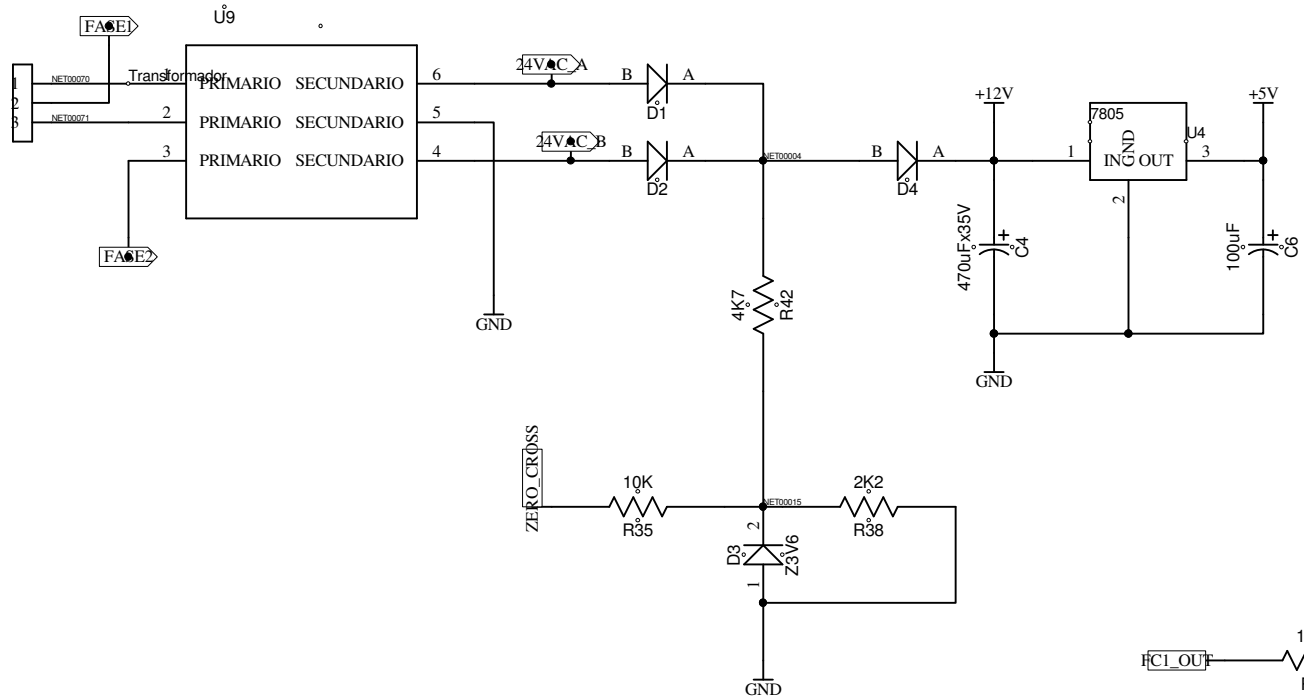 U9
FASE1
1
2
3
NET00070
NET00071
Transformador
1
2
3
PRIMARIO SECUNDARIO
PRIMARIO SECUNDARIO
PRIMARIO SECUNDARIO
6
5
4
FASE2
GND
24VAC_A
B
A
D1
24VAC_B
B
A
D2
NET00004
B
A
D4
+12V
7805
U4
1
IN
GND
OUT
3
2
+5V
470uFx35V
+
C4
100uF
+
C6
GND
4K7
R42
ZERO_CROSS
10K
R35
NET00015
2K2
R38
2
D3
Z3V6
1
GND
FC1_OUT
1